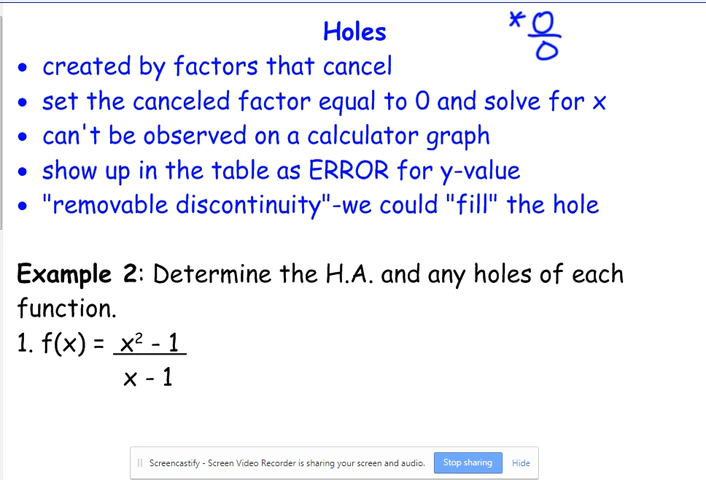 Holes
* 0
0
• created by factors that cancel
• set the canceled factor equal to 0 and solve for x
• can't be observed on a calculator graph
• show up in the table as ERROR for y-value
• "removable discontinuity"-we could "fill" the hole
Example 2: Determine the H.A. and any holes of each
function.
1. f(x) = x² - 1
x - 1
Screencastify - Screen Video Recorder is sharing your screen and audio. Stop sharing Hide